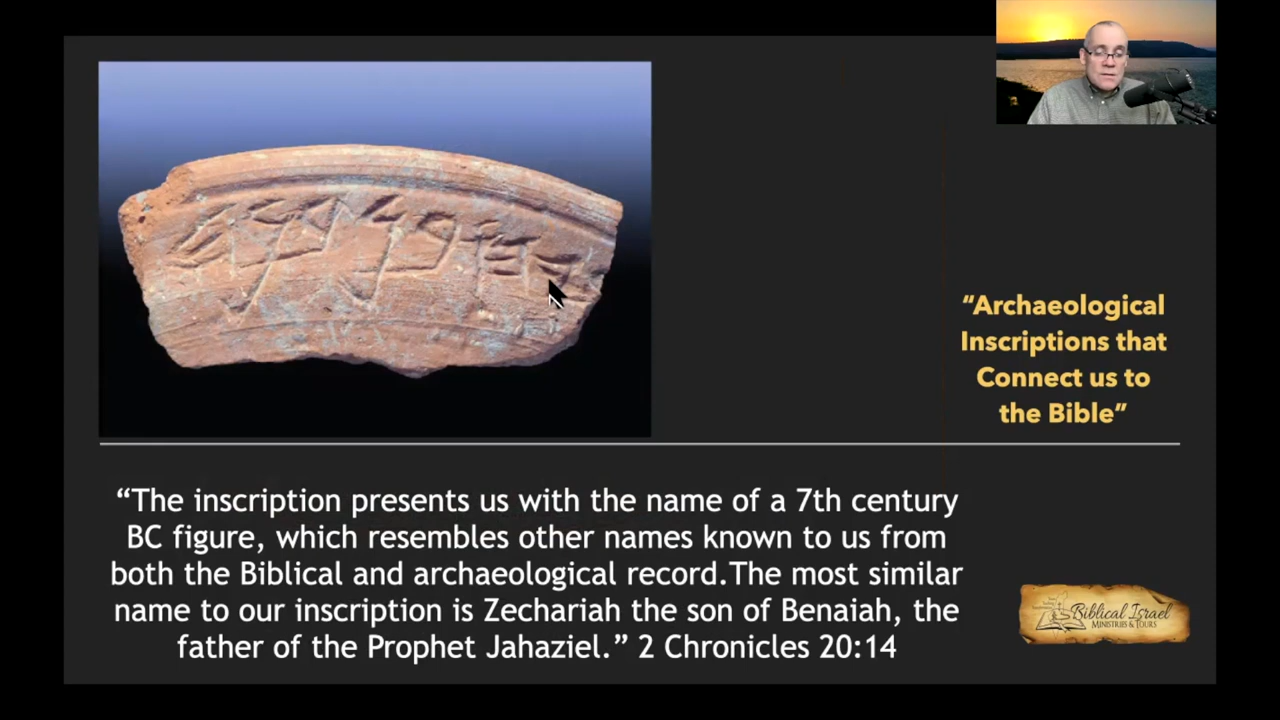 𐤓𐤉𐤄𐤅 𐤁𐤍 𐤁𐤍𐤄
“Archaeological
Inscriptions that
Connect us to
the Bible”
“The inscription presents us with the name of a 7th century
BC figure, which resembles other names known to us from
both the Biblical and archaeological record.The most similar
name to our inscription is Zechariah the son of Benaiah, the
father of the Prophet Jahaziel.” 2 Chronicles 20:14
Biblical Israel
MINISTRIES & TOURS